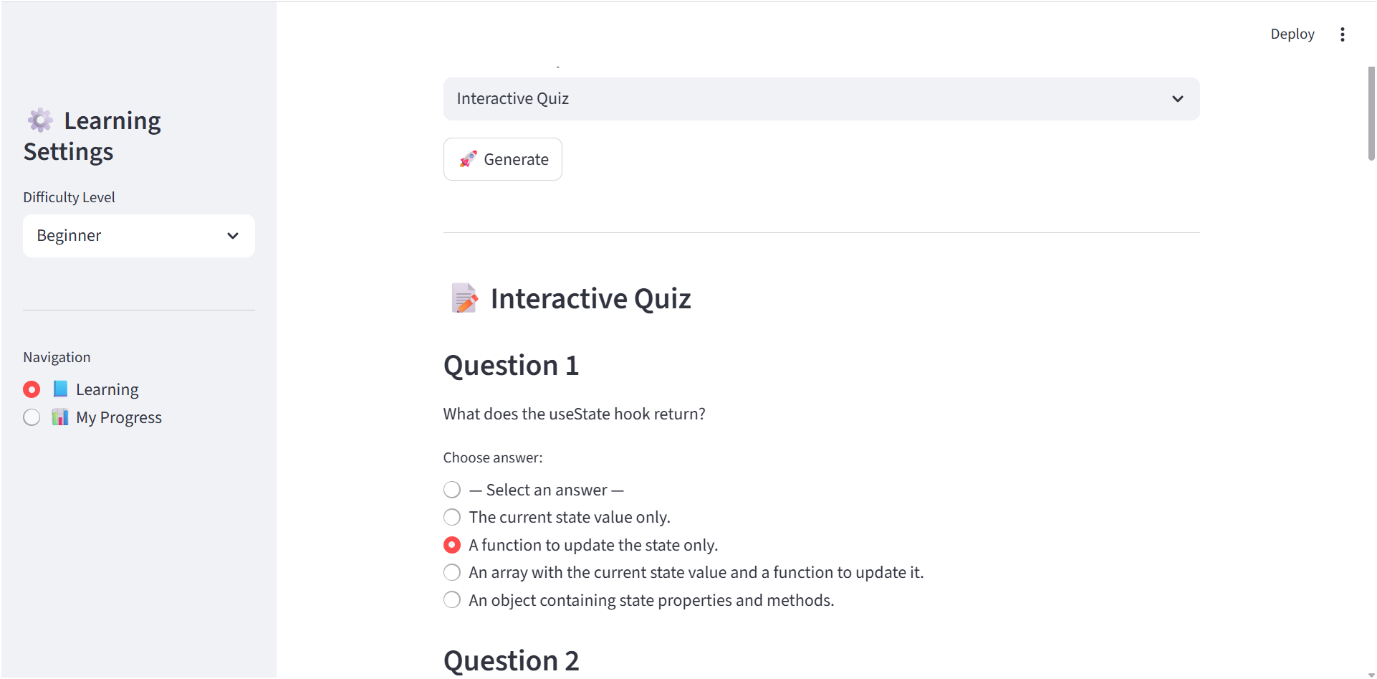 Deploy
Learning
Settings
Difficulty Level
Beginner
Navigation
Learning
My Progress
Interactive Quiz
Generate
Interactive Quiz
Question 1
What does the useState hook return?
Choose answer:
— Select an answer —
The current state value only.
A function to update the state only.
An array with the current state value and a function to update it.
An object containing state properties and methods.
Question 2